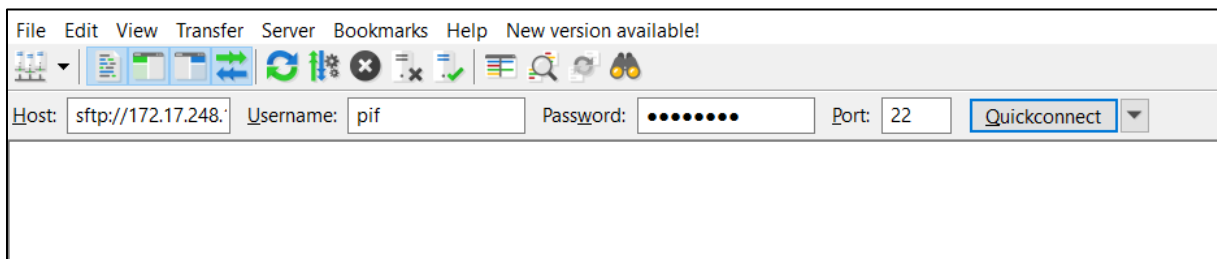 File Edit View Transfer Server Bookmarks Help New version available!
Host: sftp://172.17.248. Username: pif Password: ●●●●●●●● Port: 22 Quickconnect